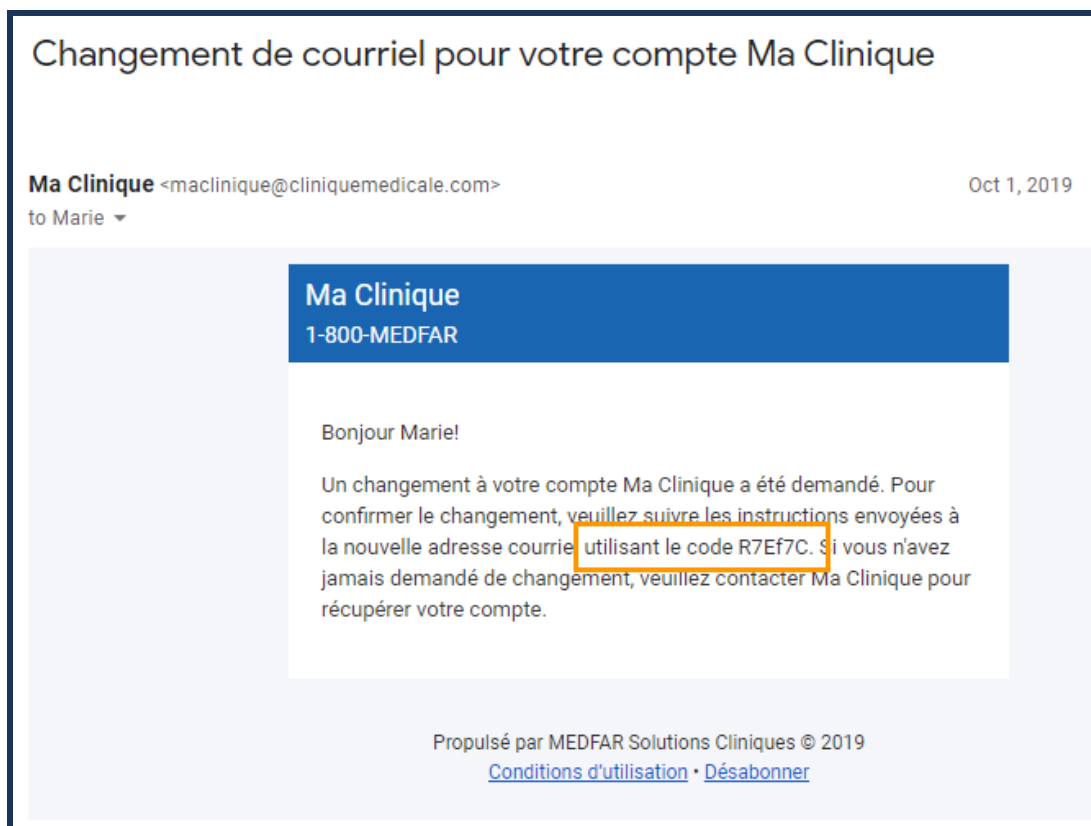 Changement de courriel pour votre compte Ma Clinique
Ma Clinique <maclinique@cliniquemedicale.com> Oct 1, 2019
to Marie
Ma Clinique
1-800-MEDFAR
Bonjour Marie!
Un changement à votre compte Ma Clinique a été demandé. Pour
confirmer le changement, veuillez suivre les instructions envoyées à
la nouvelle adresse courriel utilisant le code R7Ef7C. Si vous n'avez
jamais demandé de changement, veuillez contacter Ma Clinique pour
récupérer votre compte.
Propulsé par MEDFAR Solutions Cliniques © 2019
Conditions d'utilisation • Désabonner